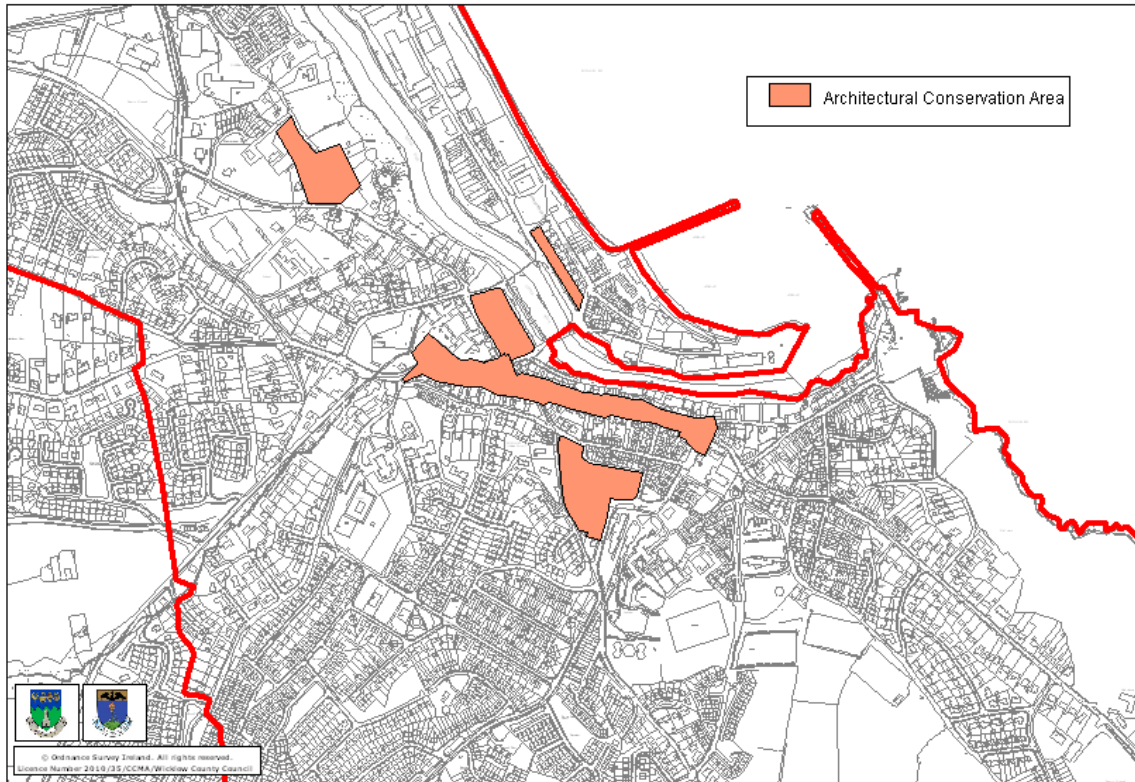 Architectural Conservation Area
© Ordnance Survey Ireland. All rights reserved.
Licence Number 2010/35/CCMA/Wicklow County Council